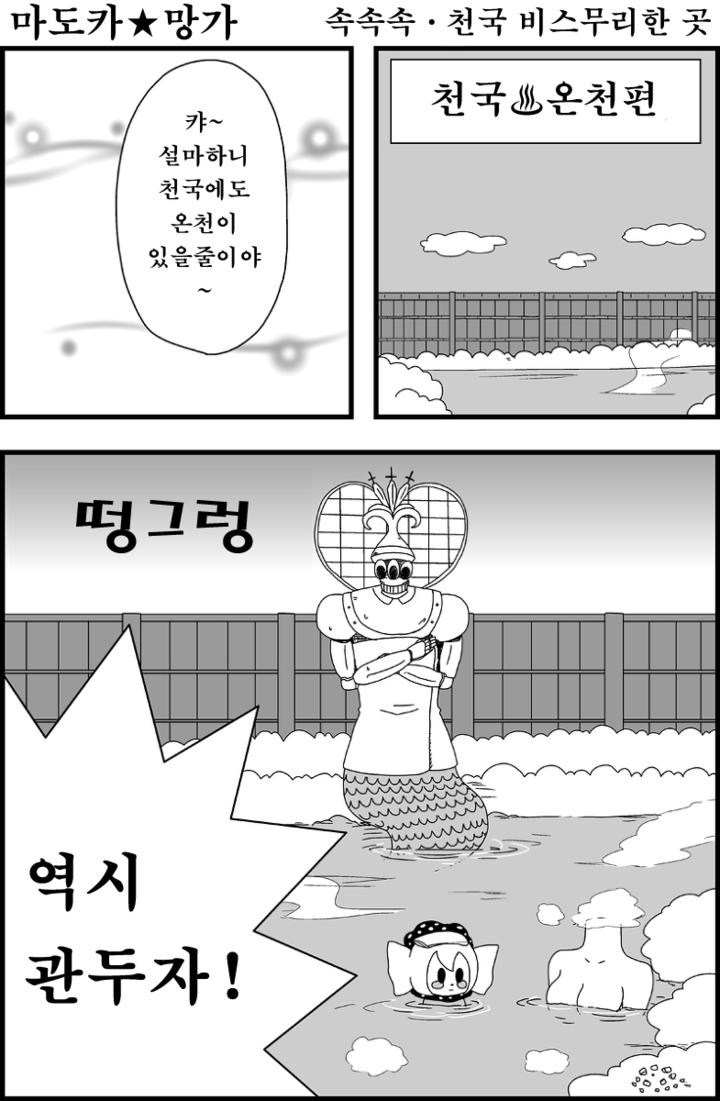 마도카★망가
속속속·천국 비스무리한 곳
천국♨온천편
캬~
설마하니
천국에도
온천이
있을줄이야
~
떵그렁
역시
관두자!